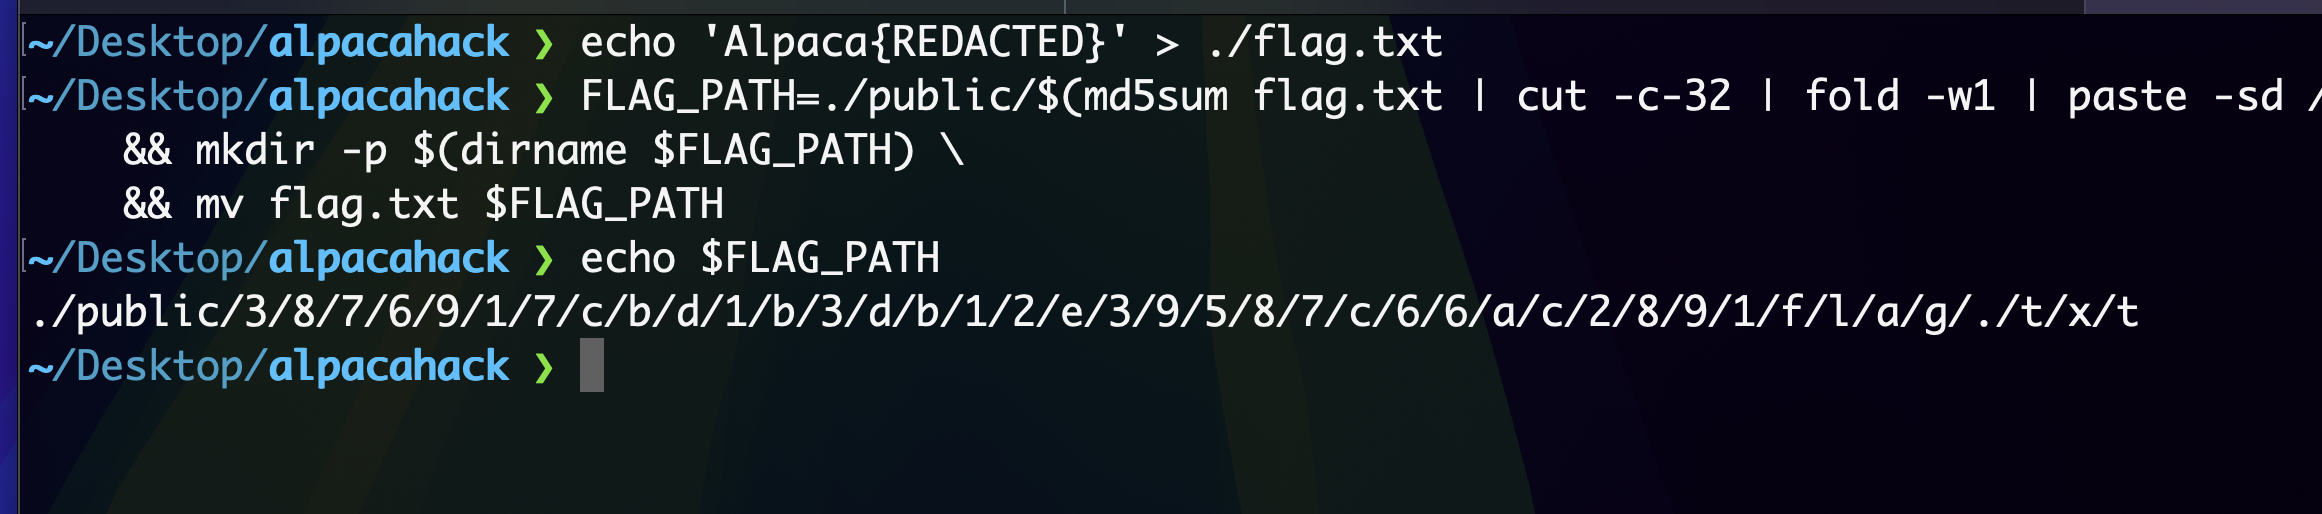 ~/Desktop/alpacahack ❯ echo 'Alpaca{REDACTED}' > ./flag.txt
~/Desktop/alpacahack ❯ FLAG_PATH=./public/$(md5sum flag.txt | cut -c-32 | fold -w1 | paste -sd /
&& mkdir -p $(dirname $FLAG_PATH) \
&& mv flag.txt $FLAG_PATH
~/Desktop/alpacahack ❯ echo $FLAG_PATH
./public/3/8/7/6/9/1/7/c/b/d/1/b/3/d/b/1/2/e/3/9/5/8/7/c/6/6/a/c/2/8/9/1/f/l/a/g/./t/x/t
~/Desktop/alpacahack ❯